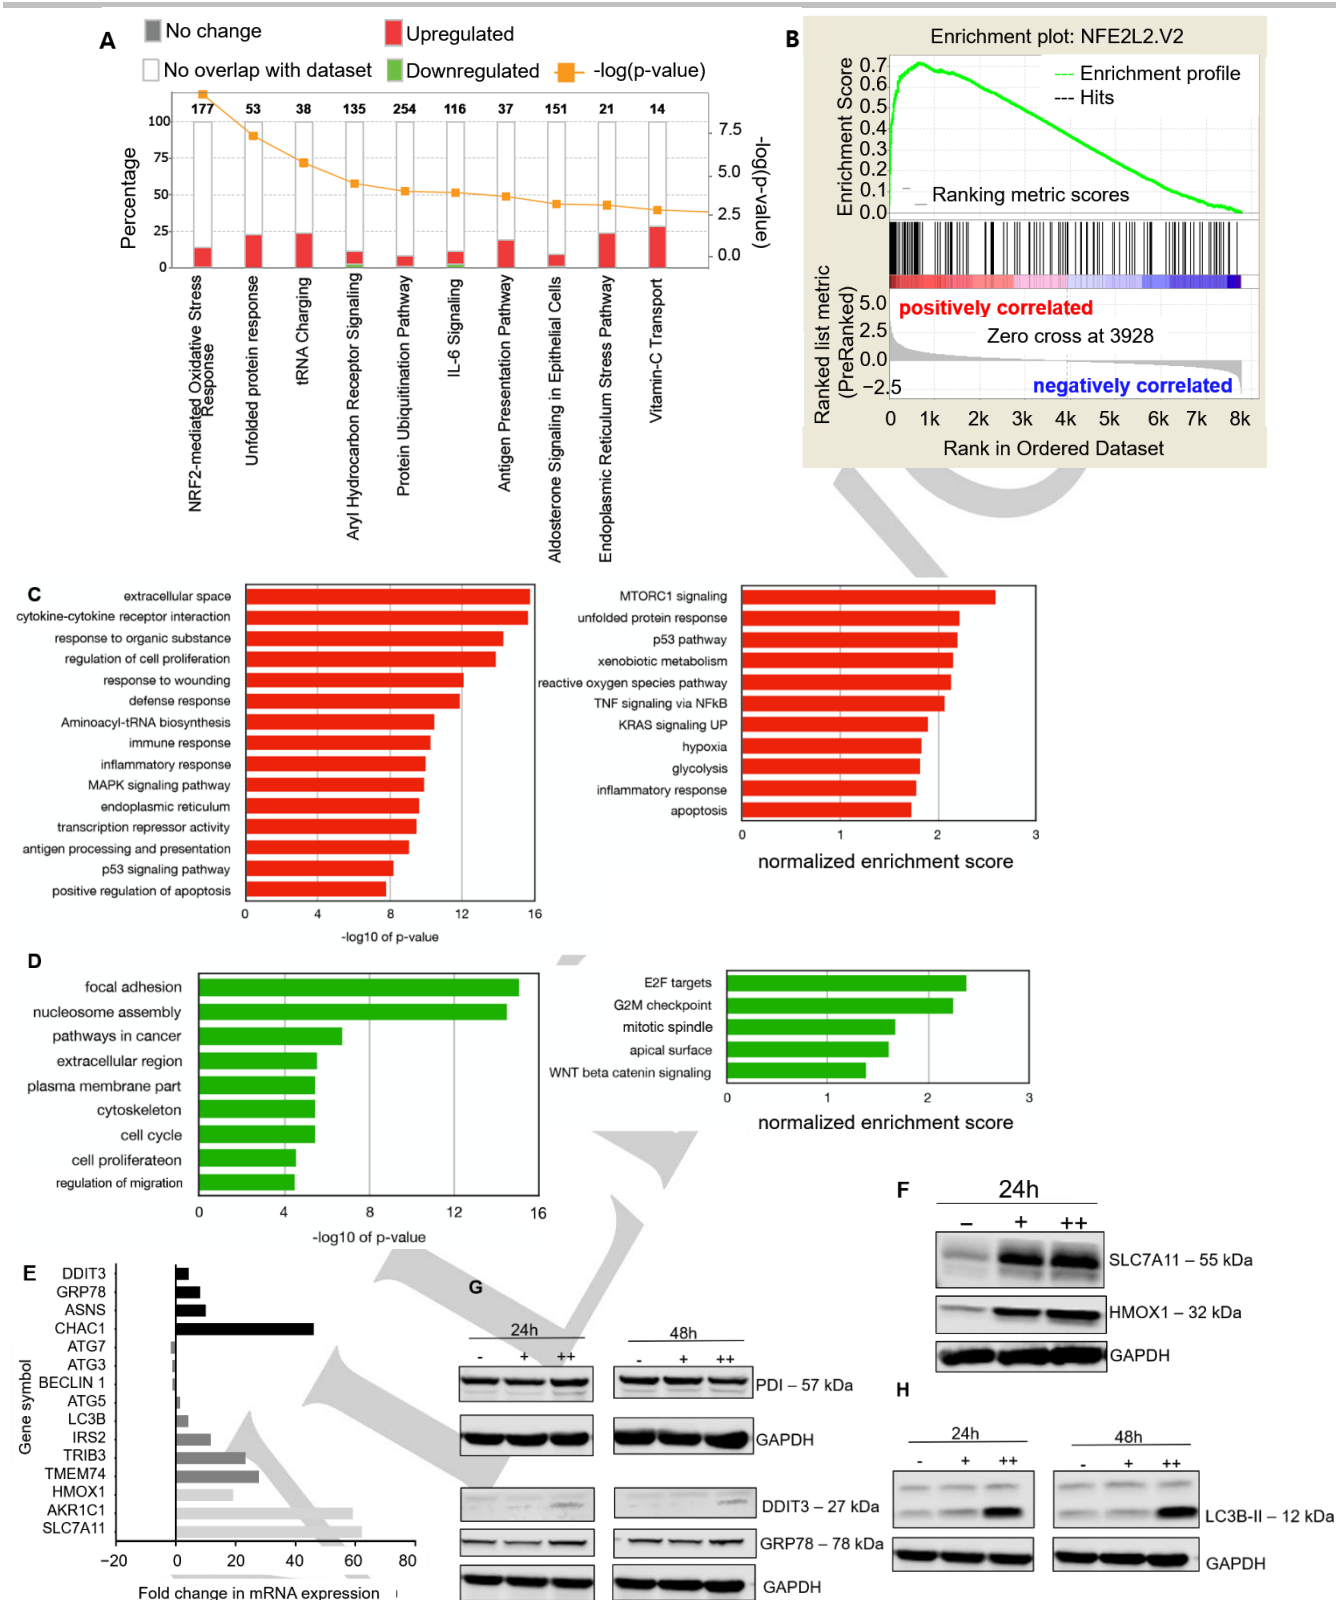 A
No change
Upregulated
No overlap with dataset
Downregulated
-log(p-value)
177 53 38 135 254 116 37 151 21 14
100
75
50
25
0
Percentage
7.5
5.0
2.5
0.0
-log(p-value)
NRF2-mediated Oxidative Stress
Response
Unfolded protein response
tRNA Charging
Aryl Hydrocarbon Receptor Signaling
Protein Ubiquitination Pathway
IL-6 Signaling
Antigen Presentation Pathway
Aldosterone Signaling in Epithelial Cells
Endoplasmic Reticulum Stress Pathway
Vitamin-C Transport
B
Enrichment plot: NFE2L2.V2
Enrichment Score
0.7
0.6
0.5
0.4
0.3
0.2
0.1
0.0
Enrichment profile
Hits
Ranking metric scores
Ranked list metric
(PreRanked)
5.0
2.5
0.0
−2.5
positively correlated
Zero cross at 3928
negatively correlated
0 1k 2k 3k 4k 5k 6k 7k 8k
Rank in Ordered Dataset
C
extracellular space
cytokine-cytokine receptor interaction
response to organic substance
regulation of cell proliferation
response to wounding
defense response
Aminoacyl-tRNA biosynthesis
immune response
inflammatory response
MAPK signaling pathway
endoplasmic reticulum
transcription repressor activity
antigen processing and presentation
p53 signaling pathway
positive regulation of apoptosis
0 4 8 12 16
-log10 of p-value
MTORC1 signaling
unfolded protein response
p53 pathway
xenobiotic metabolism
reactive oxygen species pathway
TNF signaling via NFkB
KRAS signaling UP
hypoxia
glycolysis
inflammatory response
apoptosis
0 1 2 3
normalized enrichment score
D
focal adhesion
nucleosome assembly
pathways in cancer
extracellular region
plasma membrane part
cytoskeleton
cell cycle
cell proliferateon
regulation of migration
0 4 8 12 16
-log10 of p-value
E2F targets
G2M checkpoint
mitotic spindle
apical surface
WNT beta catenin signaling
0 1 2 3
normalized enrichment score
E
Gene symbol
DDIT3
GRP78
ASNS
CHAC1
ATG7
ATG3
BECLIN 1
ATG5
LC3B
IRS2
TRIB3
TMEM74
HMOX1
AKR1C1
SLC7A11
−20 0 20 40 60 80
Fold change in mRNA expression
F
24h
– + ++
SLC7A11 – 55 kDa
HMOX1 – 32 kDa
GAPDH
G
24h 48h
- + ++ - + ++
PDI – 57 kDa
GAPDH
DDIT3 – 27 kDa
GRP78 – 78 kDa
GAPDH
H
24h 48h
- + ++ - + ++
LC3B-II – 12 kDa
GAPDH